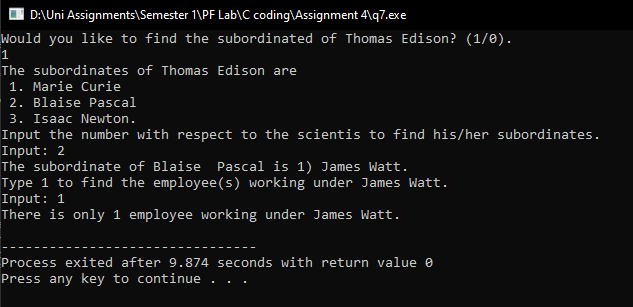 D:\Uni Assignments\Semester 1\PF Lab\C coding\Assignment 4\q7.exe
Would you like to find the subordinated of Thomas Edison? (1/0).
1
The subordinates of Thomas Edison are
 1. Marie Curie
 2. Blaise Pascal
 3. Isaac Newton.
Input the number with respect to the scientis to find his/her subordinates.
Input: 2
The subordinate of Blaise  Pascal is 1) James Watt.
Type 1 to find the employee(s) working under James Watt.
Input: 1
There is only 1 employee working under James Watt.
--------------------------------
Process exited after 9.874 seconds with return value 0
Press any key to continue . . .